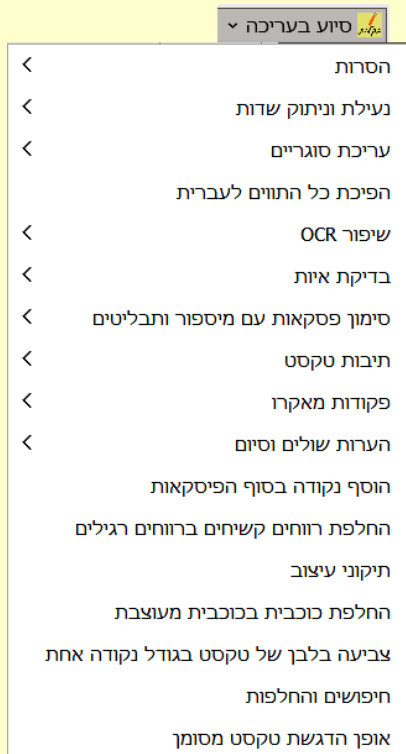 סיוע בעריכה
הסרות
נעילת וניתוק שדות
עריכת סוגריים
הפיכת כל התווים לעברית
שיפור OCR
בדיקת איות
סימון פסקאות עם מיספור ותבליטים
תיבות טקסט
פקודות מאקרו
הערות שולים וסיום
הוסף נקודה בסוף הפיסקאות
החלפת רווחים קשיחים ברווחים רגילים
תיקוני עיצוב
החלפת כוכבית בכוכבית מעוצבת
צביעה בלבן של טקסט בגודל נקודה אחת
חיפושים והחלפות
אופן הדגשת טקסט מסומן